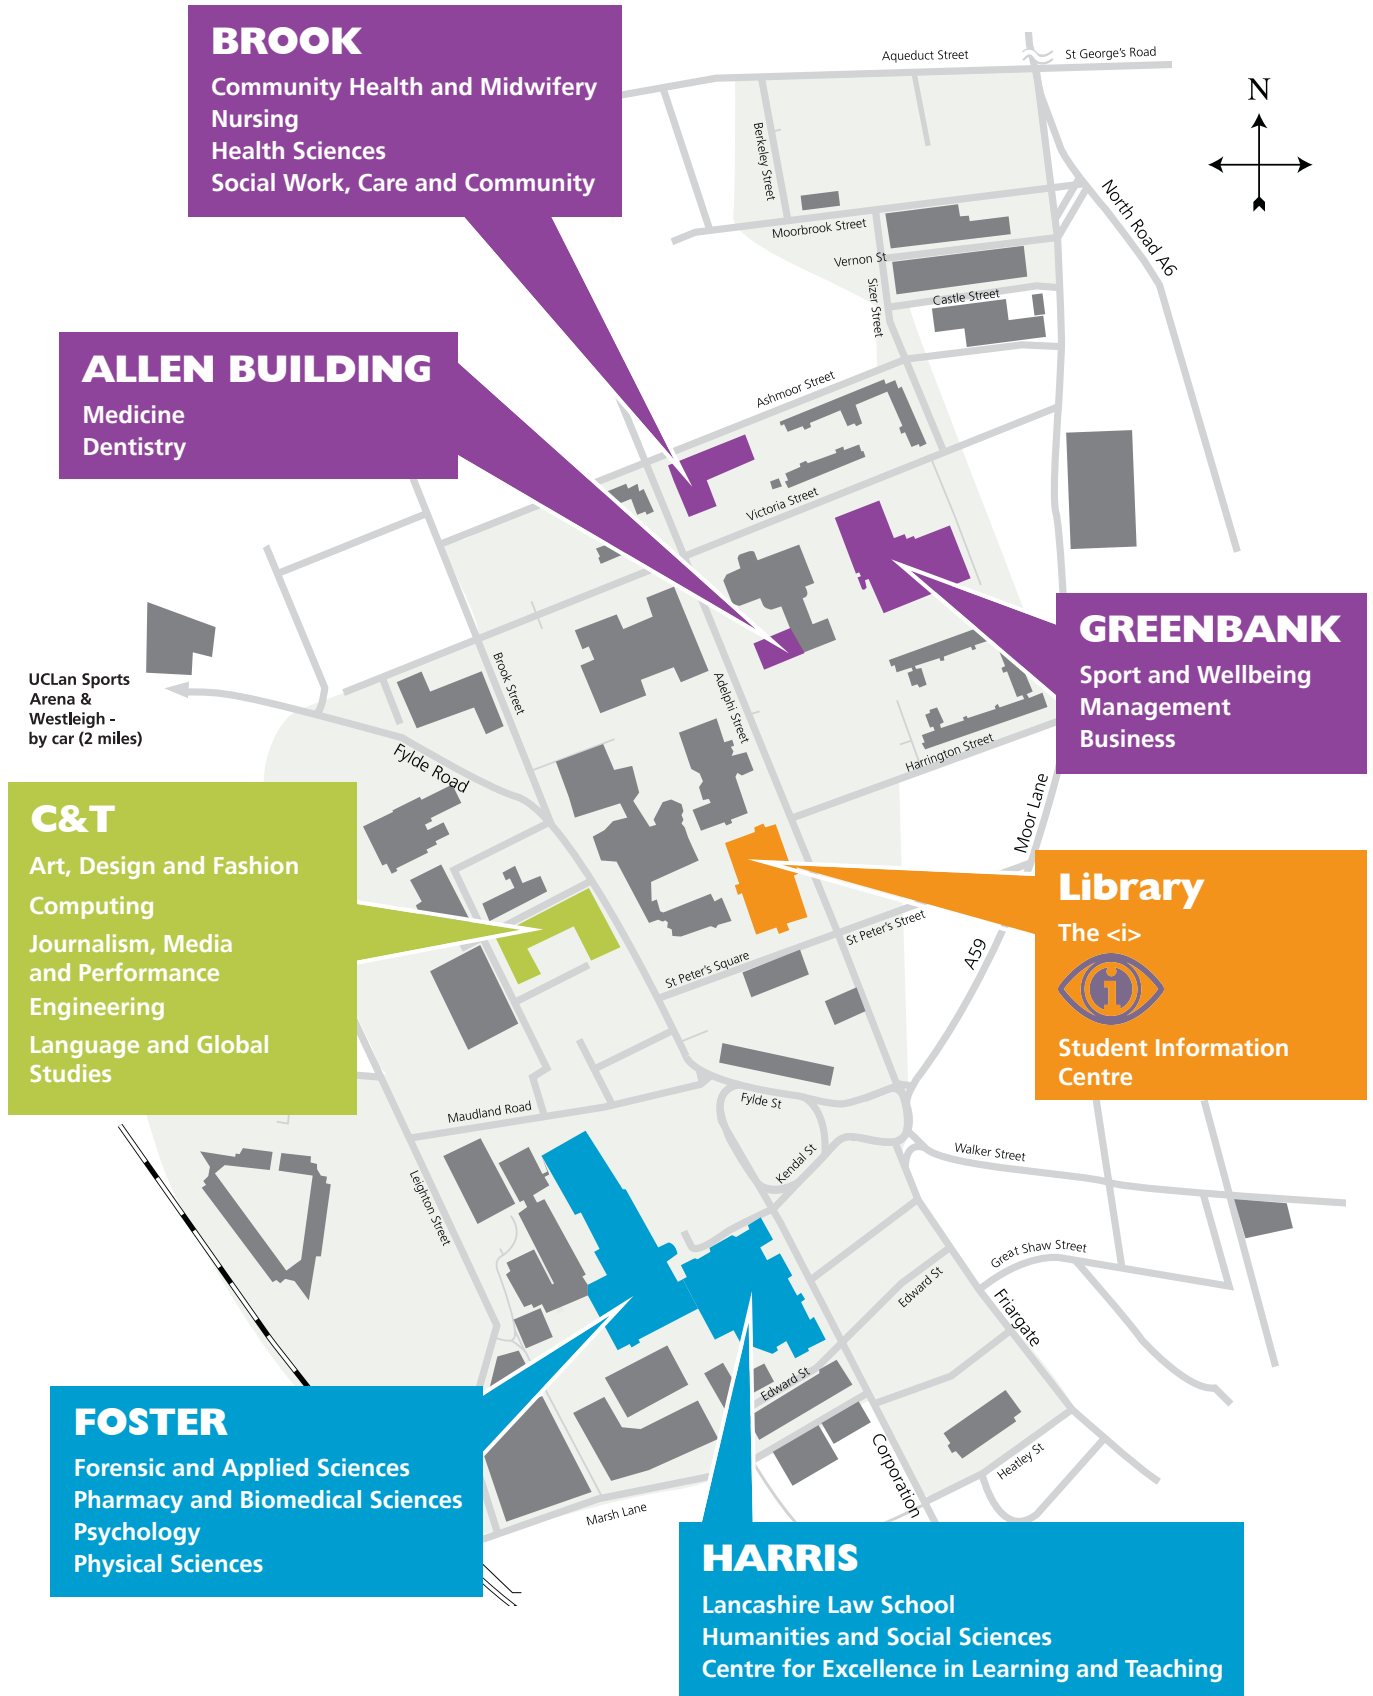 BROOK
Community Health and Midwifery
Nursing
Health Sciences
Social Work, Care and Community
Aqueduct Street
St George's Road
N
Berkeley Street
North Road A6
Moorbrook Street
Vernon St
Sizer Street
Castle Street
ALLEN BUILDING
Medicine
Dentistry
Ashmoor Street
Victoria Street
GREENBANK
Sport and Wellbeing
Management
Business
UCLan Sports
Arena &
Westleigh -
by car (2 miles)
Brook Street
Adelphi Street
Fylde Road
Harrington Street
Moor Lane
C&T
Art, Design and Fashion
Computing
Journalism, Media
and Performance
Engineering
Language and Global
Studies
Library
The <i>
i
Student Information
Centre
St Peter's Street
St Peter's Square
A59
Maudland Road
Fylde St
Kendal St
Walker Street
Leighton Street
Great Shaw Street
Edward St
Friargate
Edward St
Corporation
Heatley St
Marsh Lane
FOSTER
Forensic and Applied Sciences
Pharmacy and Biomedical Sciences
Psychology
Physical Sciences
HARRIS
Lancashire Law School
Humanities and Social Sciences
Centre for Excellence in Learning and Teaching